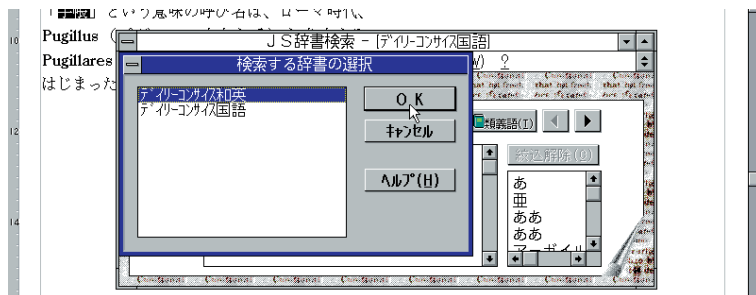 という意味の呼び名は、ローマ時代、
Pugillus
Pugillares
はじまった
10
12
14
JS辞書検索 - [デイリーコンサイス国語]
検索する辞書の選択
デイリーコンサイス和英
デイリーコンサイス国語
OK
キャンセル
ヘルプ(H)
?
類義語(I)
絞込解除(Q)
あ
亜
ああ
ああ
アーガイル